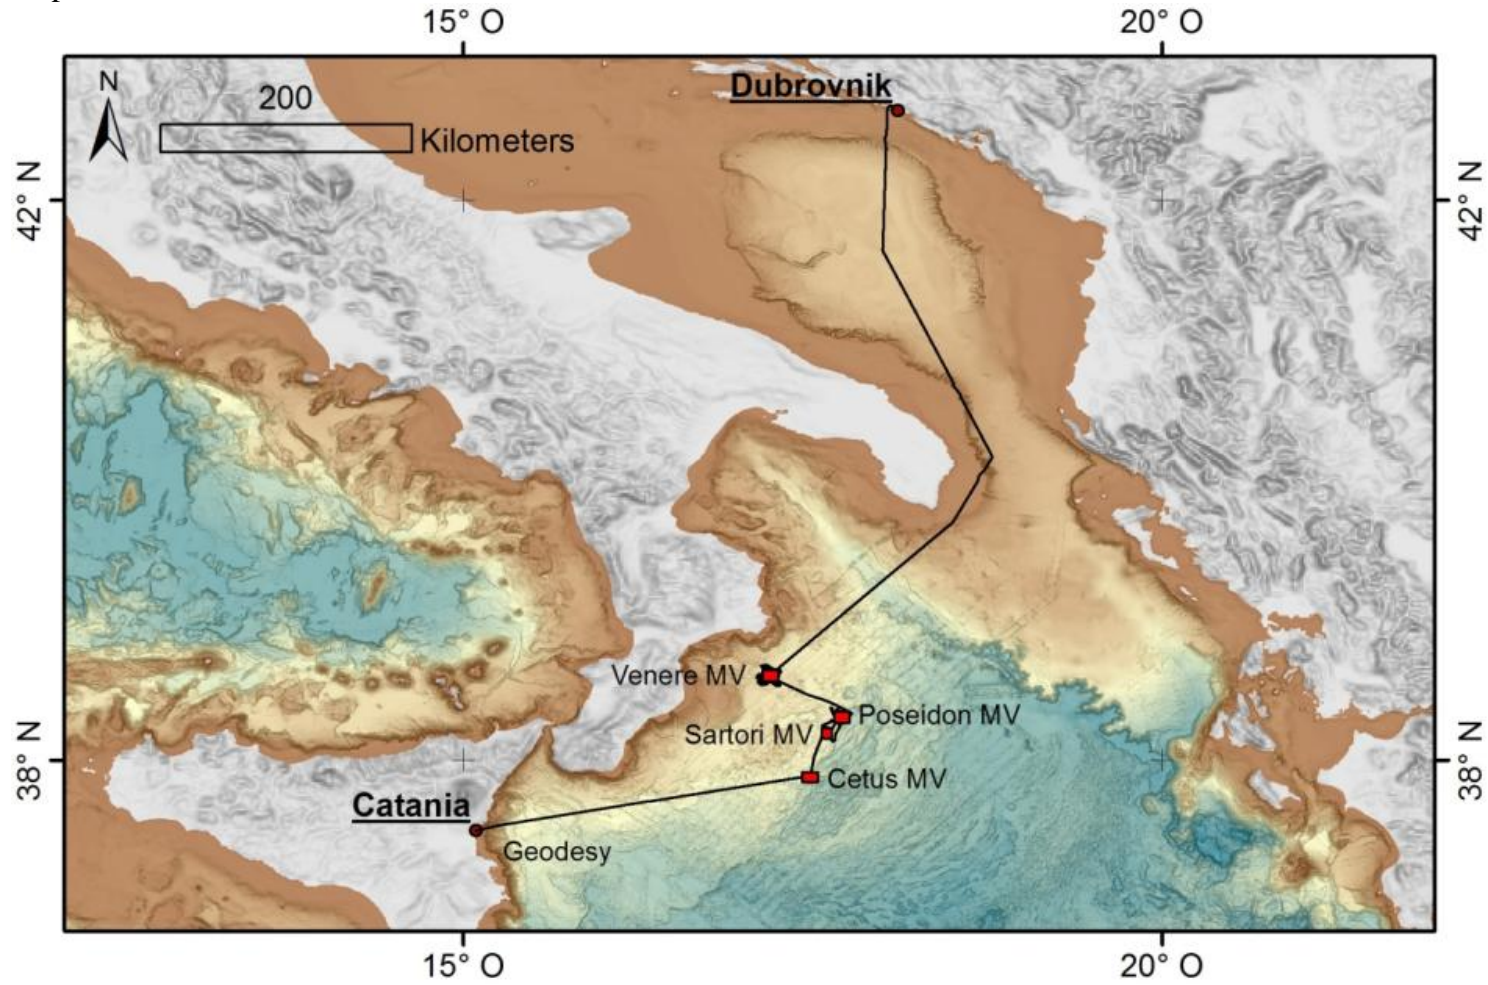 15° O 20° O
N
200
Kilometers
Dubrovnik
42° N 42° N
Venere MV
Poseidon MV
Sartori MV
38° N 38° N
Cetus MV
Catania
Geodesy
15° O 20° O